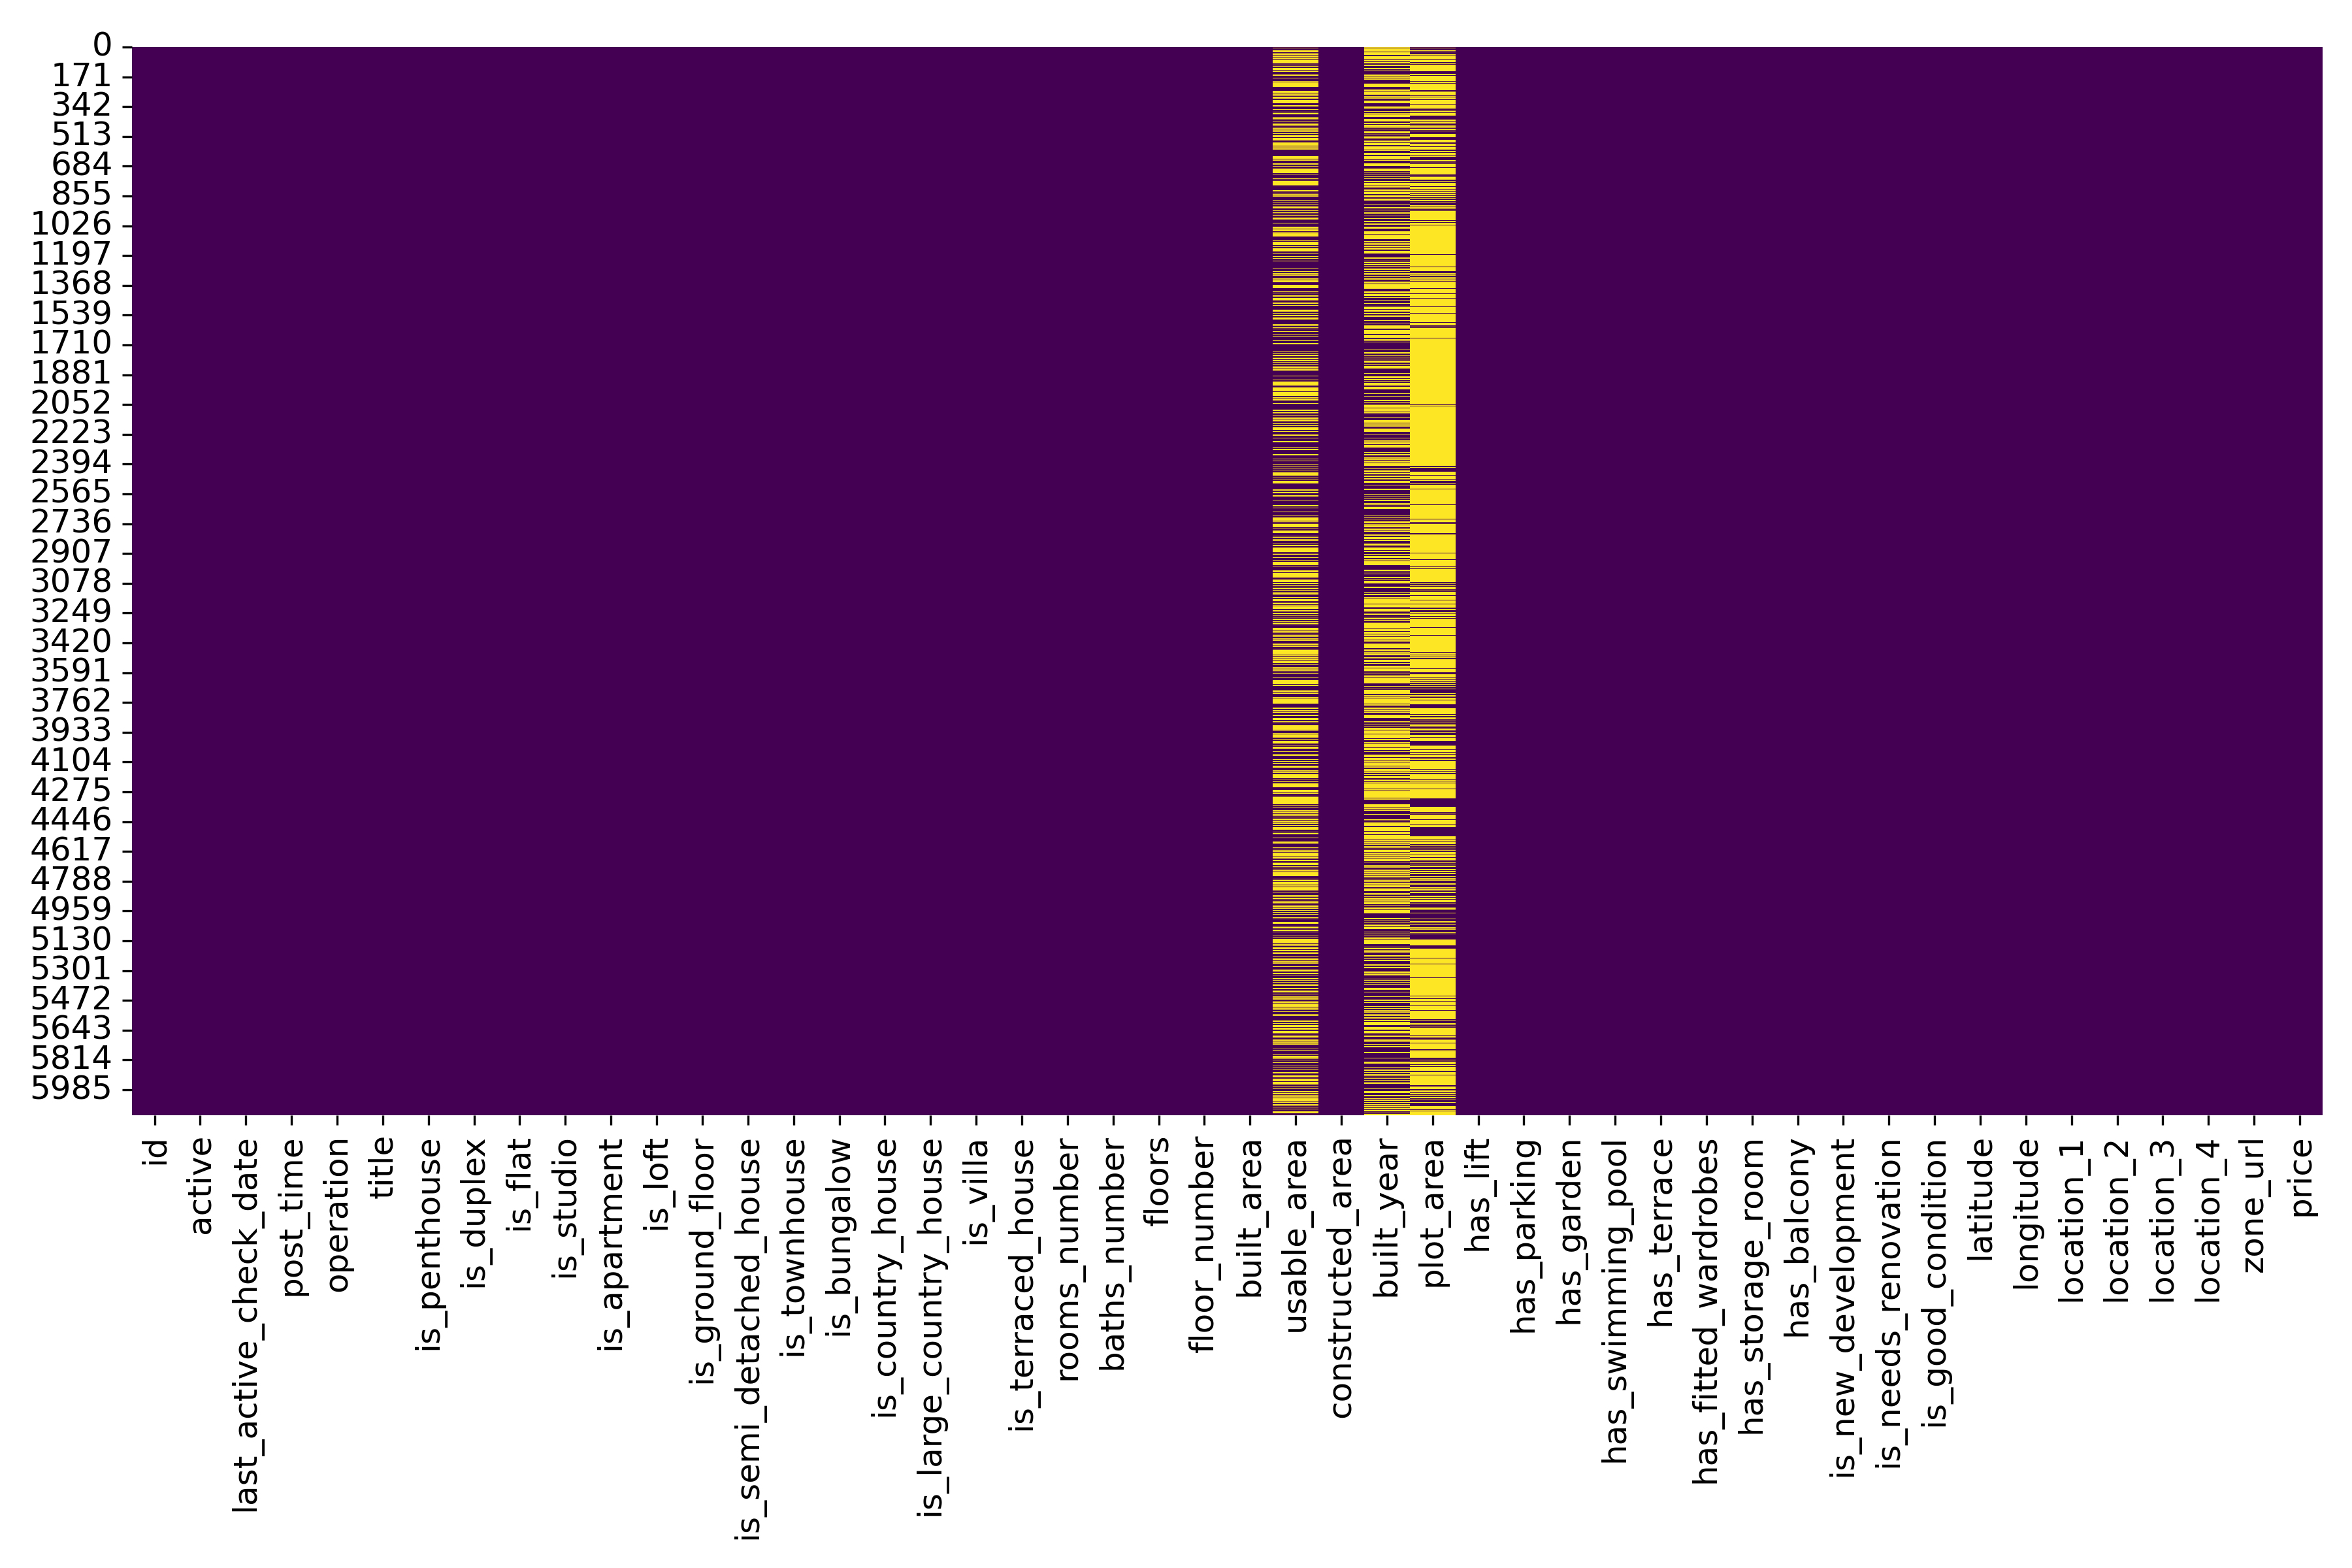 0
171
342
513
684
855
1026
1197
1368
1539
1710
1881
2052
2223
2394
2565
2736
2907
3078
3249
3420
3591
3762
3933
4104
4275
4446
4617
4788
4959
5130
5301
5472
5643
5814
5985
id
active
last_active_check_date
post_time
operation
title
is_penthouse
is_duplex
is_flat
is_studio
is_apartment
is_loft
is_ground_floor
is_semi_detached_house
is_townhouse
is_bungalow
is_country_house
is_large_country_house
is_villa
is_terraced_house
rooms_number
baths_number
floors
floor_number
built_area
usable_area
constructed_area
built_year
plot_area
has_lift
has_parking
has_garden
has_swimming_pool
has_terrace
has_fitted_wardrobes
has_storage_room
has_balcony
is_new_development
is_needs_renovation
is_good_condition
latitude
longitude
location_1
location_2
location_3
location_4
zone_url
price